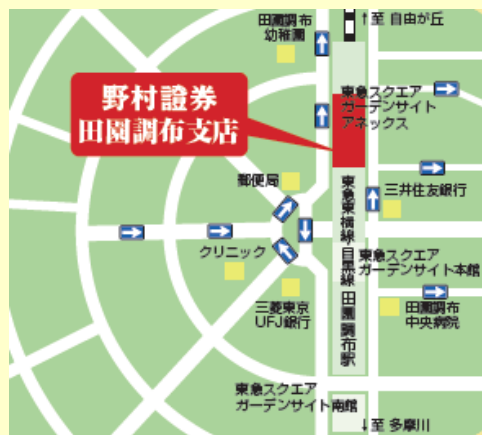 田園調布
幼稚園
↑至 自由が丘
野村證券
田園調布支店
東急スクエア
ガーデンサイト
アネックス
郵便局
三井住友銀行
東急東横線
目黒線
田園調布駅
クリニック
東急スクエア
ガーデンサイト本館
三菱東京
UFJ銀行
田園調布
中央病院
東急スクエア
ガーデンサイト南館
↓至 多摩川